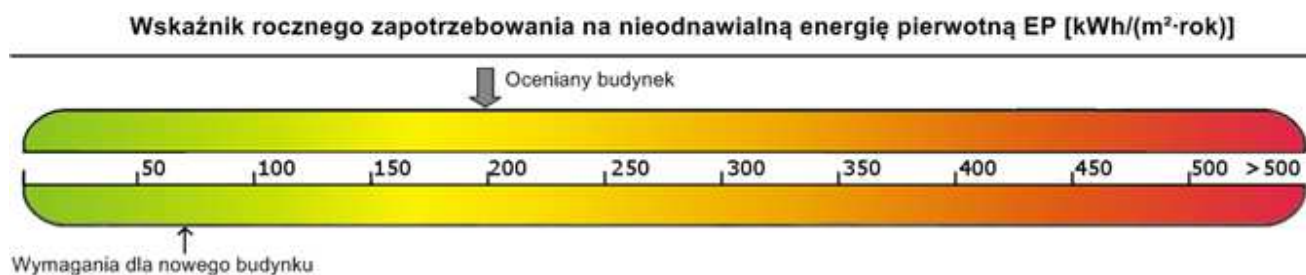 Wskaźnik rocznego zapotrzebowania na nieodnawialną energię pierwotną EP [kWh/(m²·rok)]
Oceniany budynek
50 100 150 200 250 300 350 400 450 500 > 500
Wymagania dla nowego budynku